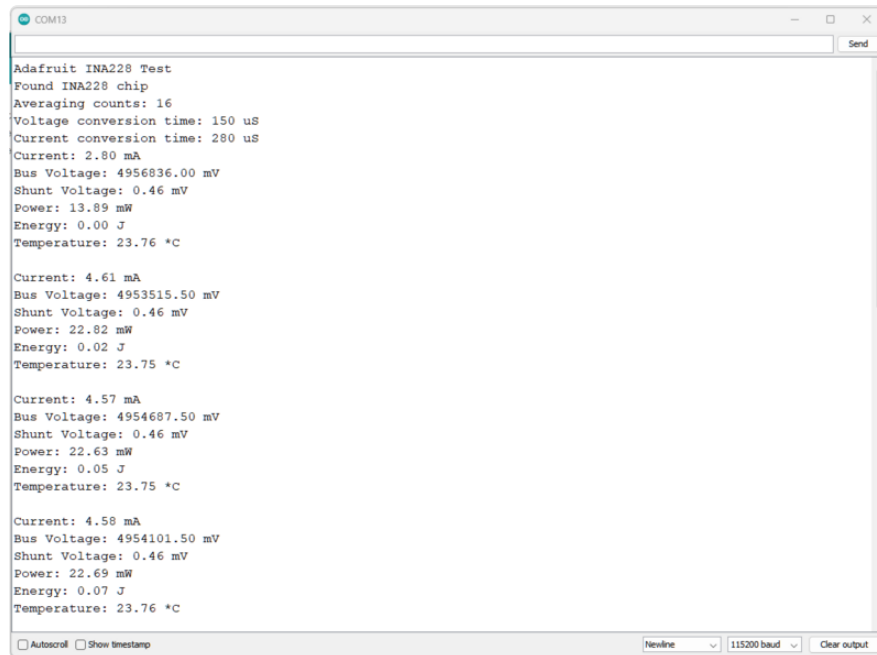 COM13
Send
Adafruit INA228 Test
Found INA228 chip
Averaging counts: 16
Voltage conversion time: 150 uS
Current conversion time: 280 uS
Current: 2.80 mA
Bus Voltage: 4956836.00 mV
Shunt Voltage: 0.46 mV
Power: 13.89 mW
Energy: 0.00 J
Temperature: 23.76 *C
Current: 4.61 mA
Bus Voltage: 4953515.50 mV
Shunt Voltage: 0.46 mV
Power: 22.82 mW
Energy: 0.02 J
Temperature: 23.75 *C
Current: 4.57 mA
Bus Voltage: 4954687.50 mV
Shunt Voltage: 0.46 mV
Power: 22.63 mW
Energy: 0.05 J
Temperature: 23.75 *C
Current: 4.58 mA
Bus Voltage: 4954101.50 mV
Shunt Voltage: 0.46 mV
Power: 22.69 mW
Energy: 0.07 J
Temperature: 23.76 *C
Autoscroll Show timestamp Newline 115200 baud Clear output